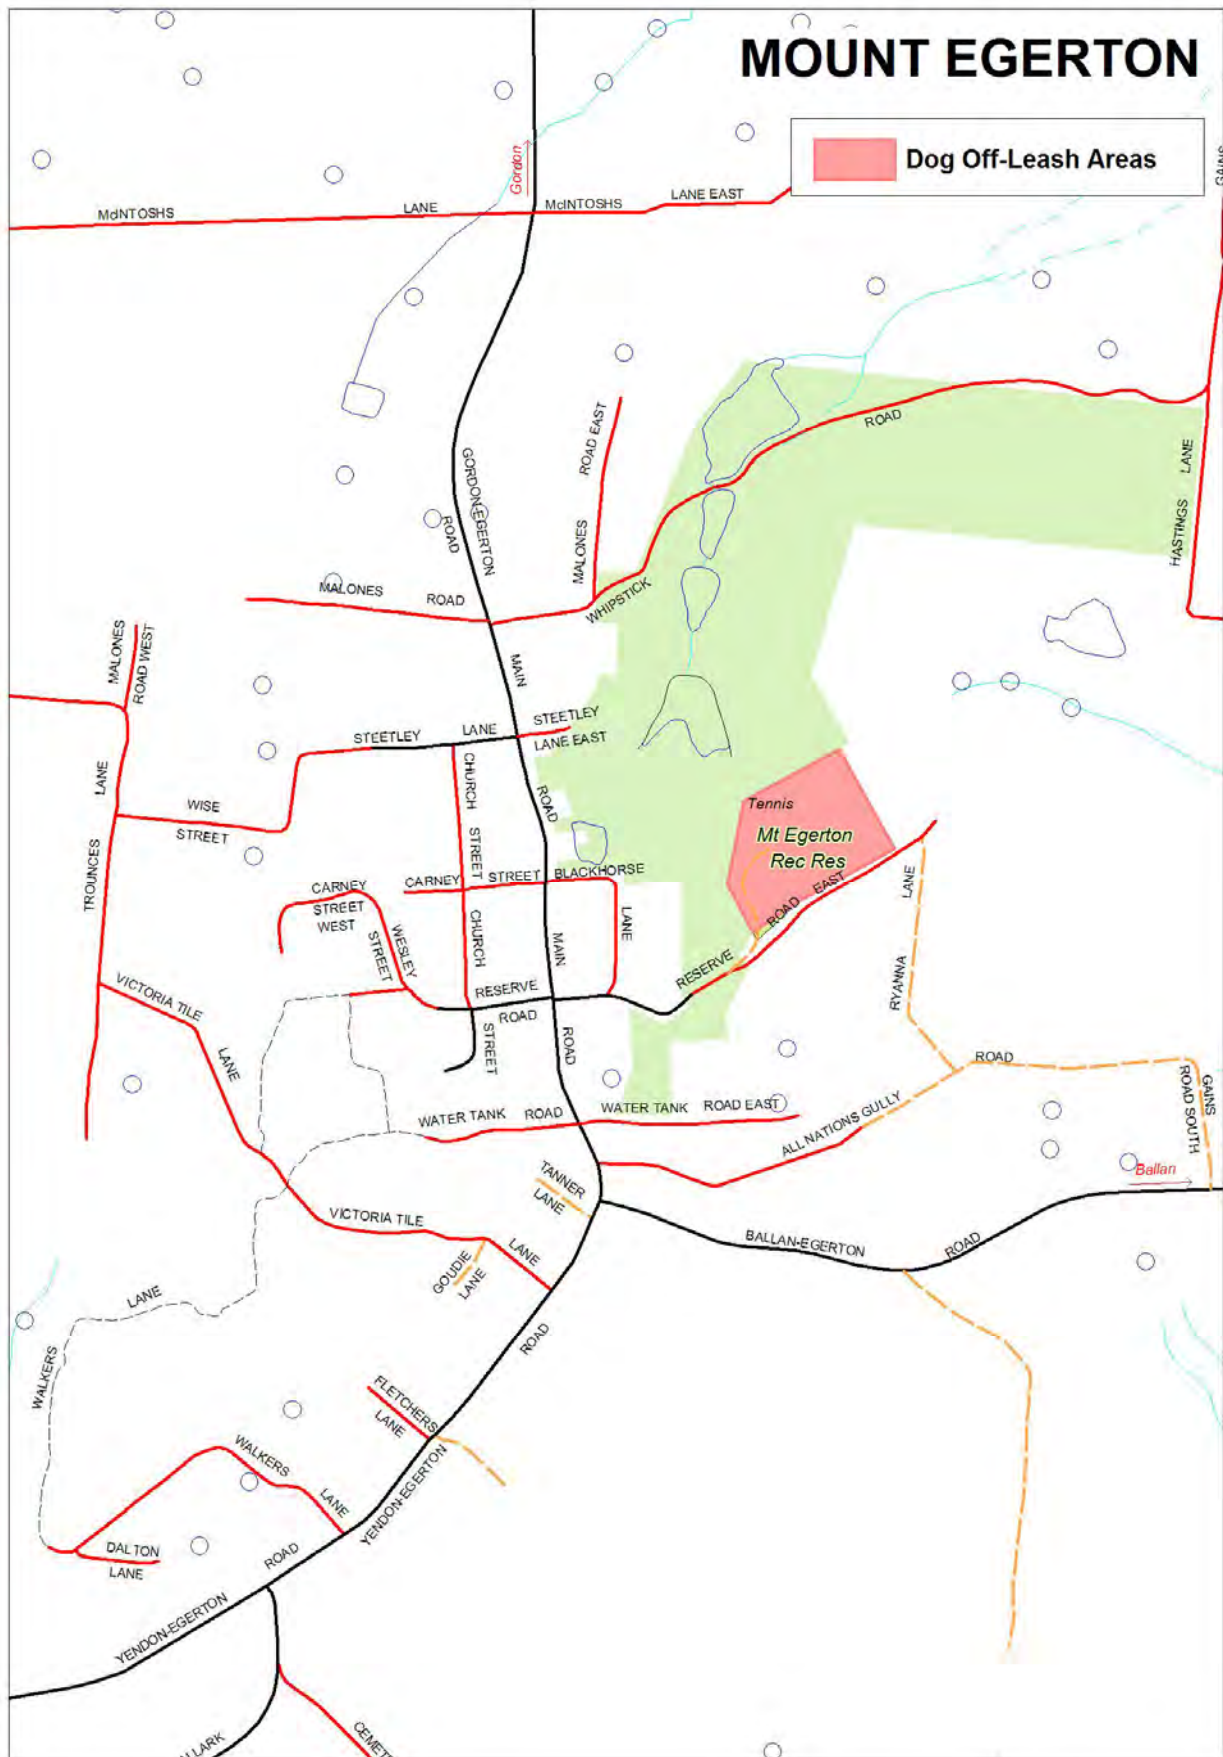 MOUNT EGERTON
Dog Off-Leash Areas
GAINS
Gordon
McINTOSHS
LANE
McINTOSHS
LANE EAST
ROAD
ROAD EAST
MALONES
GORDON-EGERTON
ROAD
LANE
HASTINGS
MALONES
ROAD
WHIPSTICK
MALONES
ROAD WEST
MAIN
STEETLEY
LANE
STEETLEY
LANE EAST
CHURCH
STREET
ROAD
LANE
WISE
STREET
TROUNCES
Tennis
Mt Egerton
Rec Res
CARNEY
STREET
WEST
CARNEY
STREET
BLACKHORSE
LANE
ROAD EAST
LANE
RYANNA
WESLEY
STREET
CHURCH
MAIN
RESERVE
ROAD
RESERVE
STREET
ROAD
VICTORIA TILE
LANE
ROAD
GAINS
ROAD SOUTH
WATER TANK
ROAD
WATER TANK
ROAD EAST
ALL NATIONS GULLY
Ballan
TANNER
LANE
VICTORIA TILE
LANE
GOUDIE
LANE
BALLAN-EGERTON
ROAD
LANE
WALKERS
ROAD
FLETCHERS
LANE
WALKERS
LANE
YENDON-EGERTON
DALTON
LANE
ROAD
YENDON-EGERTON
LLARK
CEMET